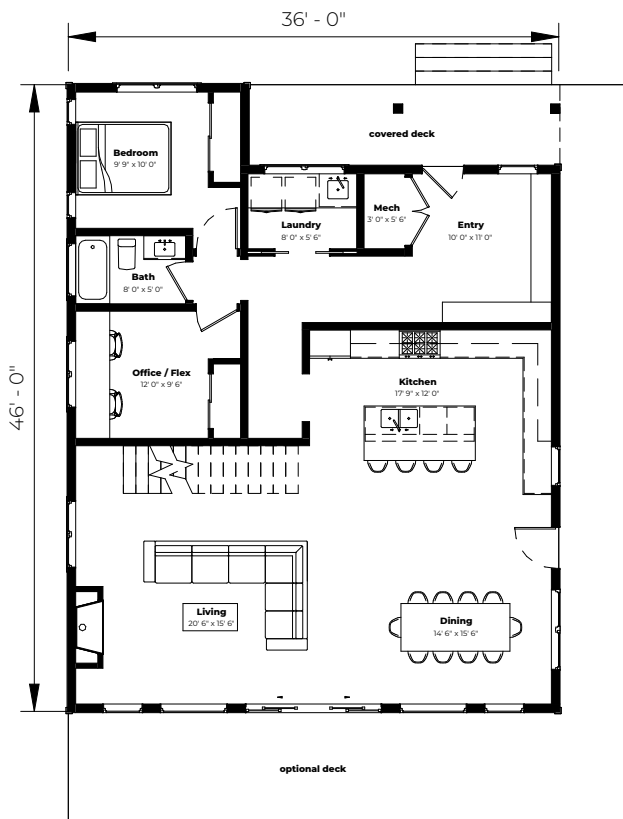 36' - 0"
covered deck
Bedroom
9' 9" x 10' 0"
Mech
3' 0" x 5' 6"
Laundry
8' 0" x 5' 6"
Entry
10' 0" x 11' 0"
Bath
8' 0" x 5' 0"
46' - 0"
Office / Flex
12' 0" x 9' 6"
Kitchen
17' 9" x 12' 0"
Living
20' 6" x 15' 6"
Dining
14' 6" x 15' 6"
optional deck